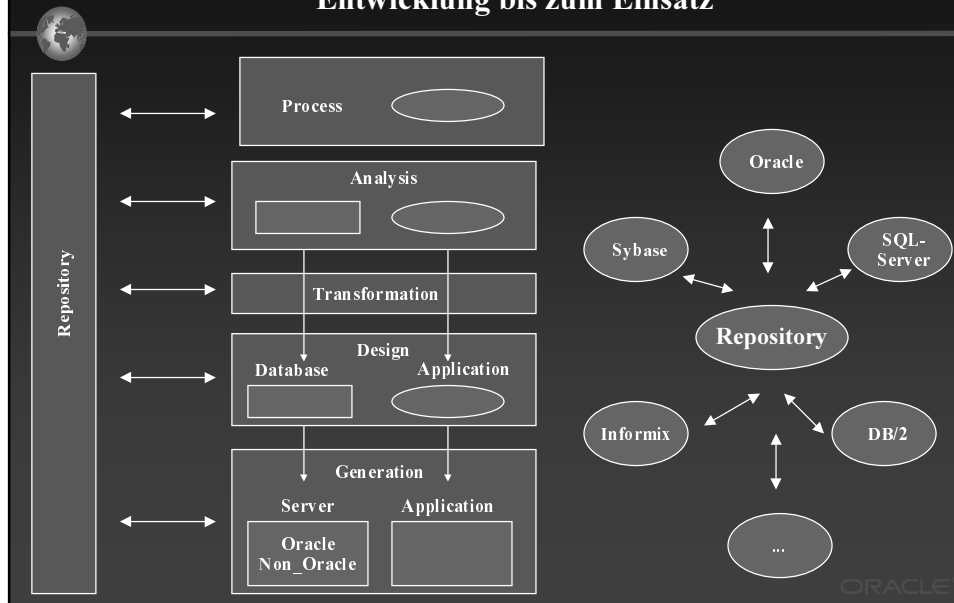 Entwicklung bis zum Einsatz
Repository
Process
Analysis
Transformation
Design
Database
Application
Generation
Server
Application
Oracle
Non_Oracle
Oracle
Sybase
SQL-
Server
Repository
Informix
DB/2
...
ORACLE